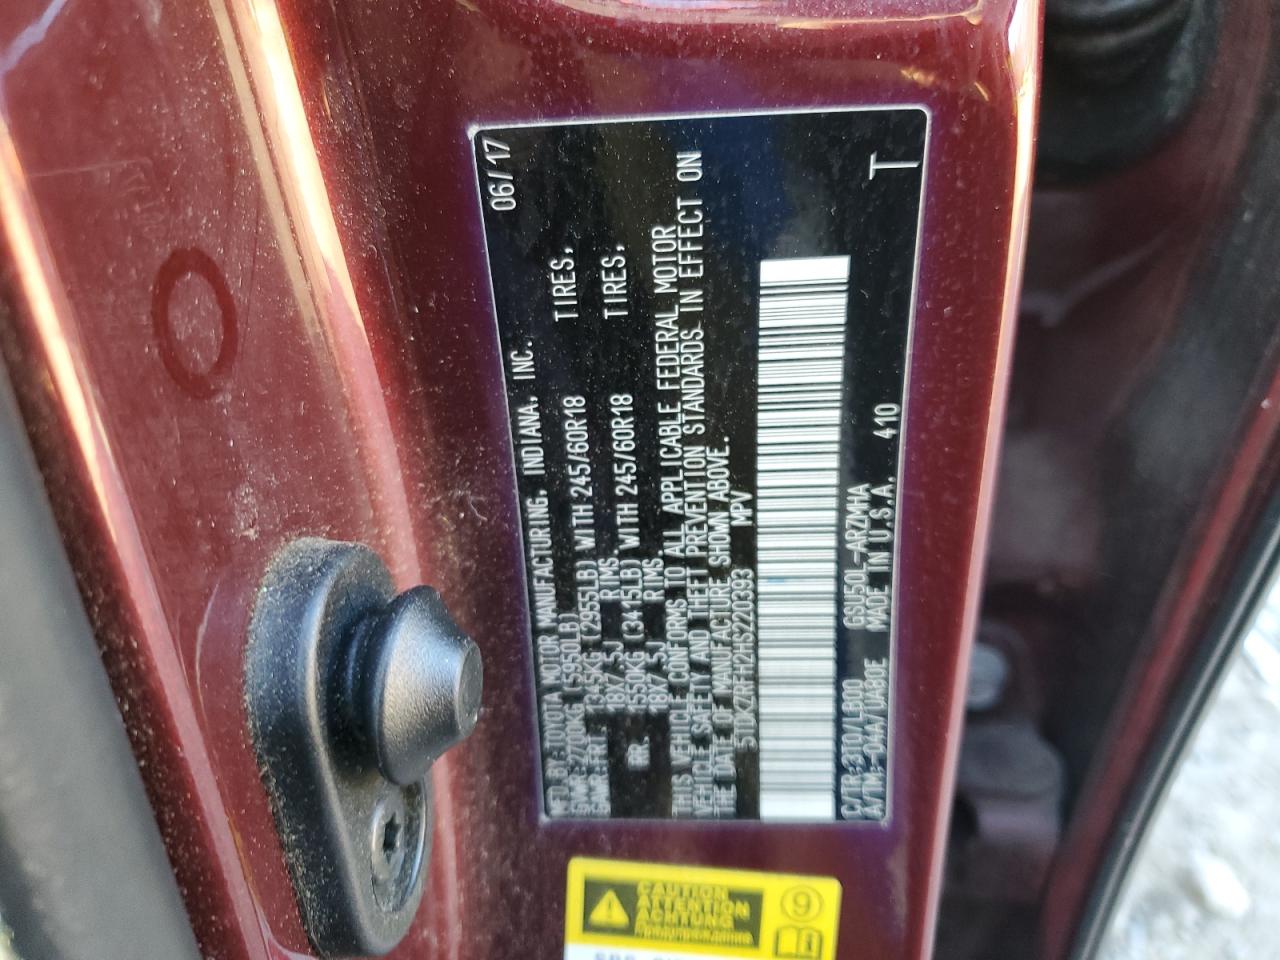 MFD. BY: TOYOTA MOTOR MANUFACTURING, INDIANA, INC. 06/17
GVWR: 2700KG (5950LB)
GAWR: FRT 1345KG (2955LB) WITH 245/60R18 TIRES,
18X7.5J RIMS
RR. 1550KG (3415LB) WITH 245/60R18 TIRES,
18X7.5J RIMS
THIS VEHICLE CONFORMS TO ALL APPLICABLE FEDERAL MOTOR
VEHICLE SAFETY AND THEFT PREVENTION STANDARDS IN EFFECT ON
THE DATE OF MANUFACTURE SHOWN ABOVE.
5TDKZRFH2HS220393 MPV
C/TR: 3T0/LB00 GSU50L-ARZMHA T
A/TM: -04A/UA80E MADE IN U.S.A. 410
CAUTION
ATTENTION
ACHTUNG
Предупреждение
9